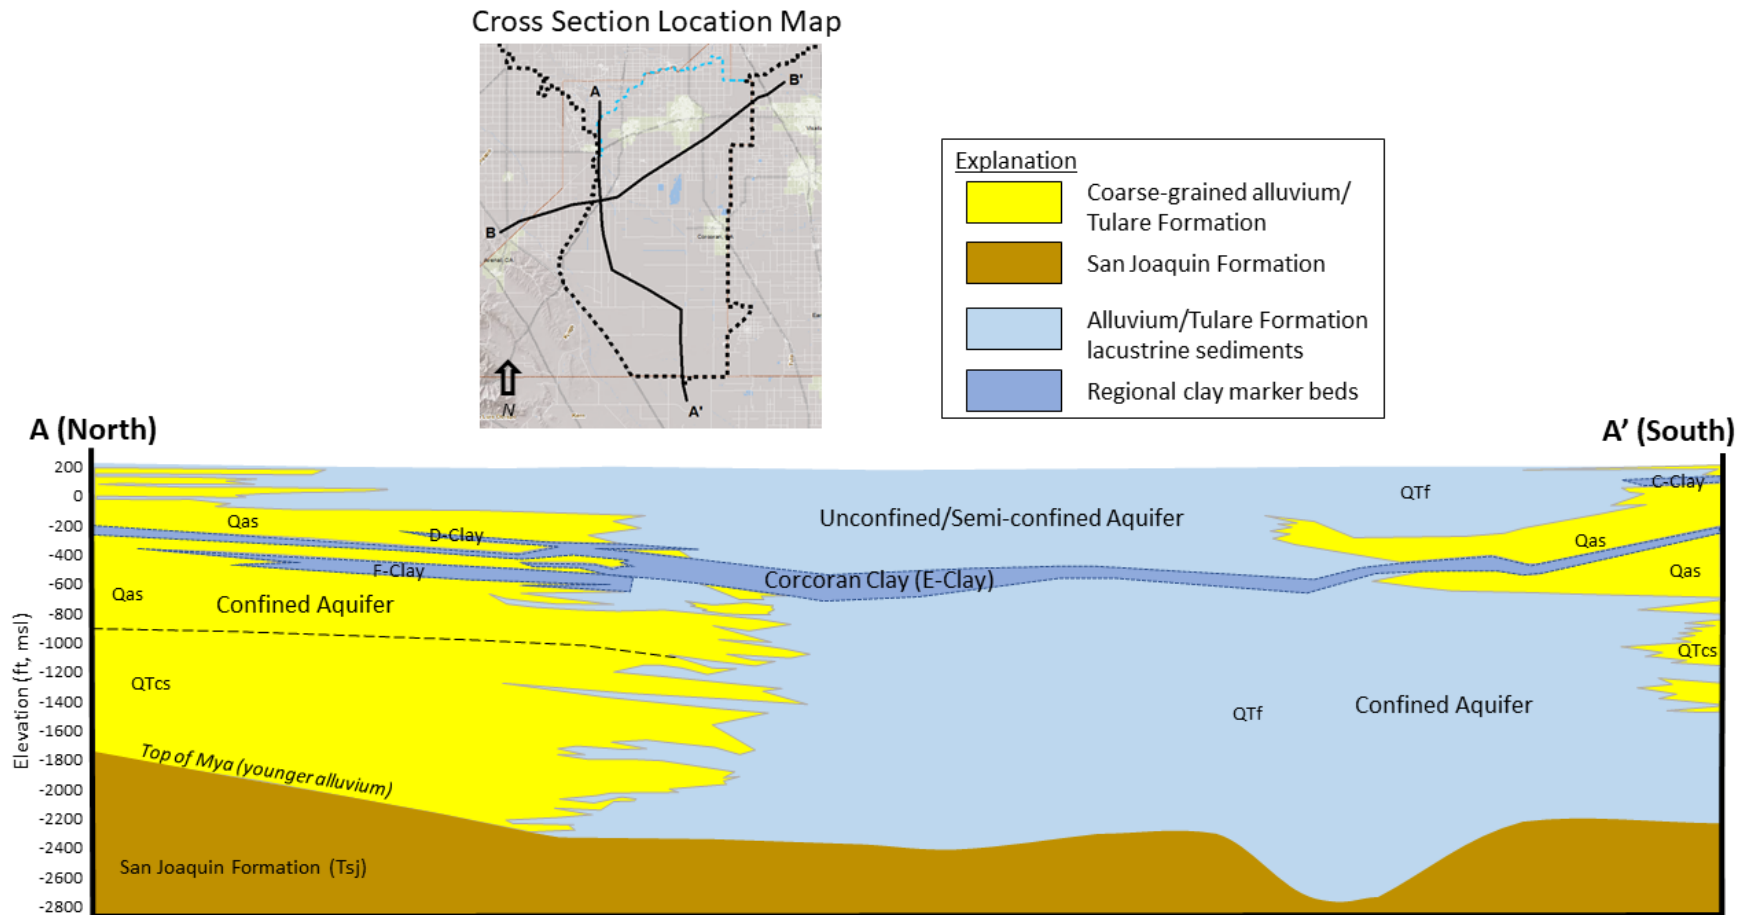 Cross Section Location Map
A
B'
B
Corcoran, CA
N
A'
Explanation
Coarse-grained alluvium/
Tulare Formation
San Joaquin Formation
Alluvium/Tulare Formation
lacustrine sediments
Regional clay marker beds
A (North)
A’ (South)
200
0
-200
-400
-600
-800
-1000
-1200
-1400
-1600
-1800
-2000
-2200
-2400
-2600
-2800
Elevation (ft, msl)
C-Clay
QTf
Qas
Unconfined/Semi-confined Aquifer
D-Clay
Qas
F-Clay
Corcoran Clay (E-Clay)
Qas
Qas
Confined Aquifer
QTcs
QTcs
Confined Aquifer
QTf
Top of Mya (younger alluvium)
San Joaquin Formation (Tsj)